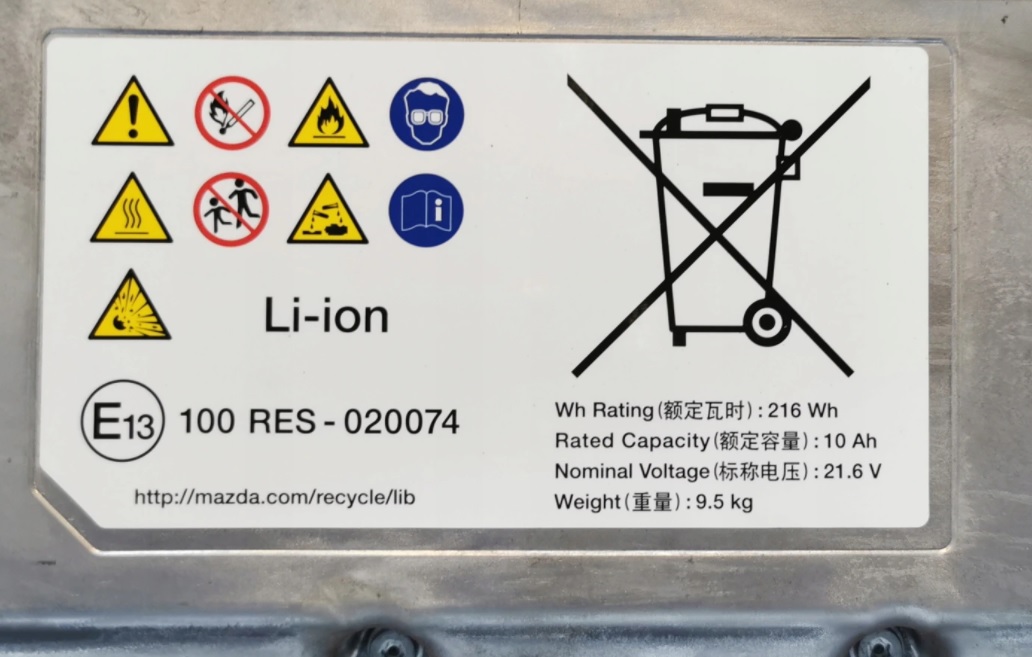 Li-ion
E13 100 RES - 020074
http://mazda.com/recycle/lib
Wh Rating(额定瓦时) : 216 Wh
Rated Capacity(额定容量) : 10 Ah
Nominal Voltage(标称电压) : 21.6 V
Weight(重量) : 9.5 kg